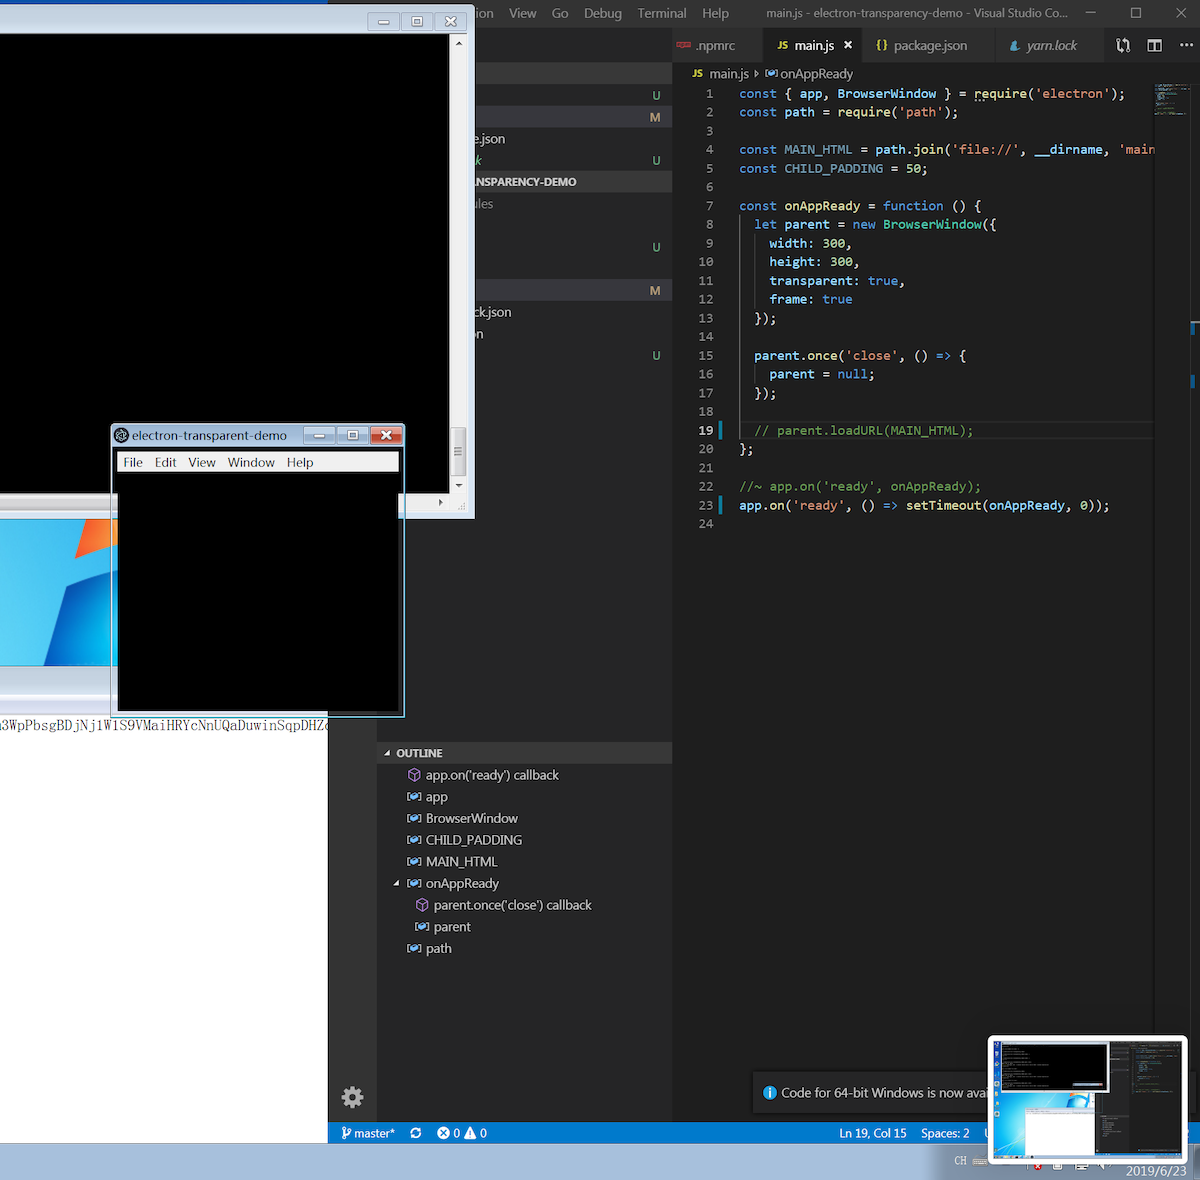 ion View Go Debug Terminal Help main.js - electron-transparency-demo - Visual Studio Co...
.npmrc JS main.js {} package.json yarn.lock
JS main.js onAppReady
U
M
e.json
k U
NSPARENCY-DEMO
ules
U
M
ck.json
on
U
1 const { app, BrowserWindow } = require('electron');
2 const path = require('path');
3
4 const MAIN_HTML = path.join('file://', __dirname, 'main
5 const CHILD_PADDING = 50;
6
7 const onAppReady = function () {
8 let parent = new BrowserWindow({
9 width: 300,
10 height: 300,
11 transparent: true,
12 frame: true
13 });
14
15 parent.once('close', () => {
16 parent = null;
17 });
18
19 // parent.loadURL(MAIN_HTML);
20 };
21
22 //~ app.on('ready', onAppReady);
23 app.on('ready', () => setTimeout(onAppReady, 0));
24
electron-transparent-demo
File Edit View Window Help
3WpPbsgBDjNj1W1S9VMaiHRYcNnUQaDuwinSqpDHZ
OUTLINE
app.on('ready') callback
app
BrowserWindow
CHILD_PADDING
MAIN_HTML
onAppReady
parent.once('close') callback
parent
path
Code for 64-bit Windows is now avai
master* 0 0 Ln 19, Col 15 Spaces: 2
CH
2019/6/23